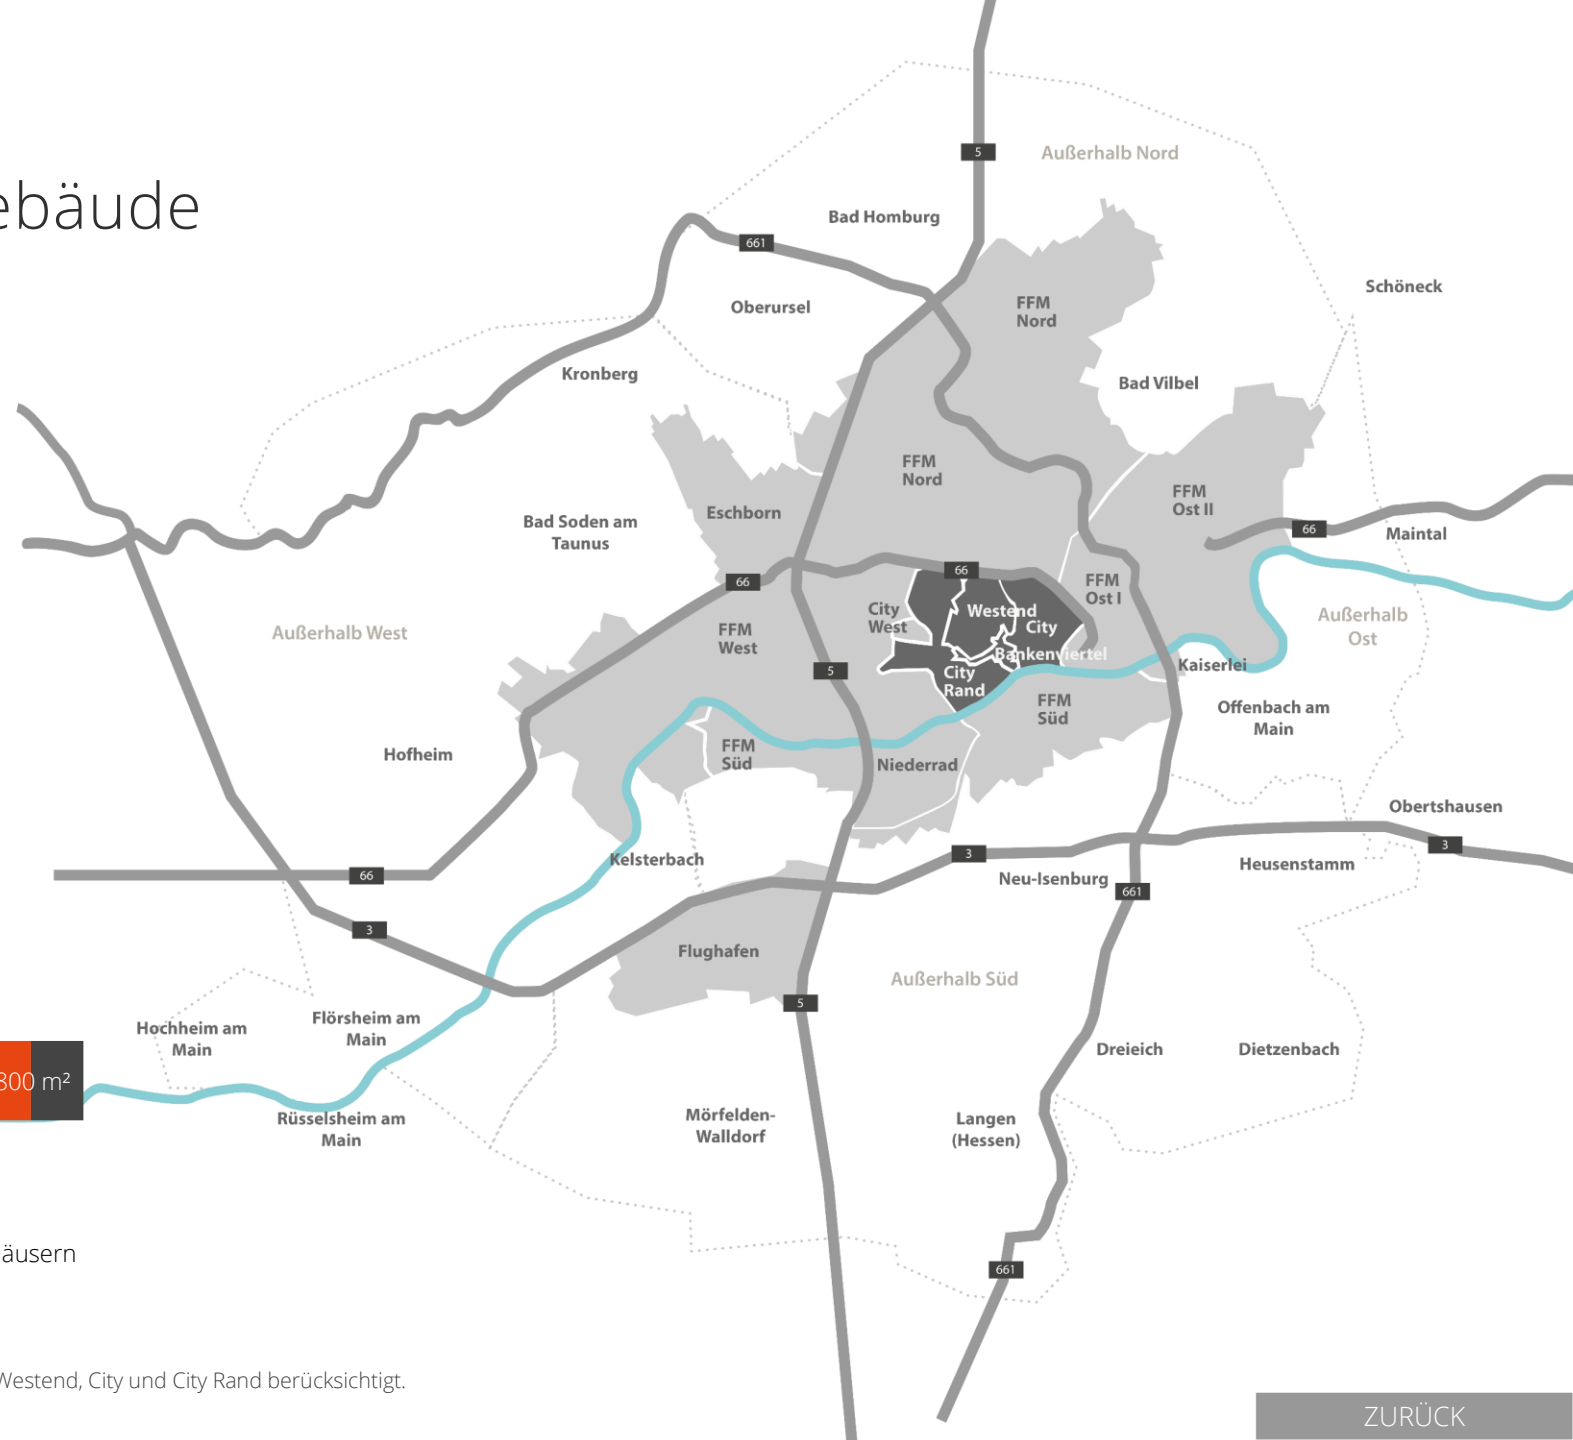 ebäude
5
Außerhalb Nord
Bad Homburg
661
Schöneck
Oberursel
FFM
Nord
Kronberg
Bad Vilbel
FFM
Nord
FFM
Ost II
Eschborn
Bad Soden am
Taunus
66
Maintal
66
66
FFM
Ost I
City
West
Westend
City
Außerhalb
Ost
Außerhalb West
FFM
West
Bankenviertel
5
Kaiserlei
City
Rand
FFM
Süd
Offenbach am
Main
FFM
Süd
Hofheim
Niederrad
Obertshausen
3
3
Kelsterbach
Heusenstamm
66
Neu-Isenburg
661
3
Flughafen
Außerhalb Süd
5
Hochheim am
Main
Flörsheim am
Main
Dreieich
Dietzenbach
800 m²
Rüsselsheim am
Main
Mörfelden-
Walldorf
Langen
(Hessen)
äusern
661
Westend, City und City Rand berücksichtigt.
ZURÜCK